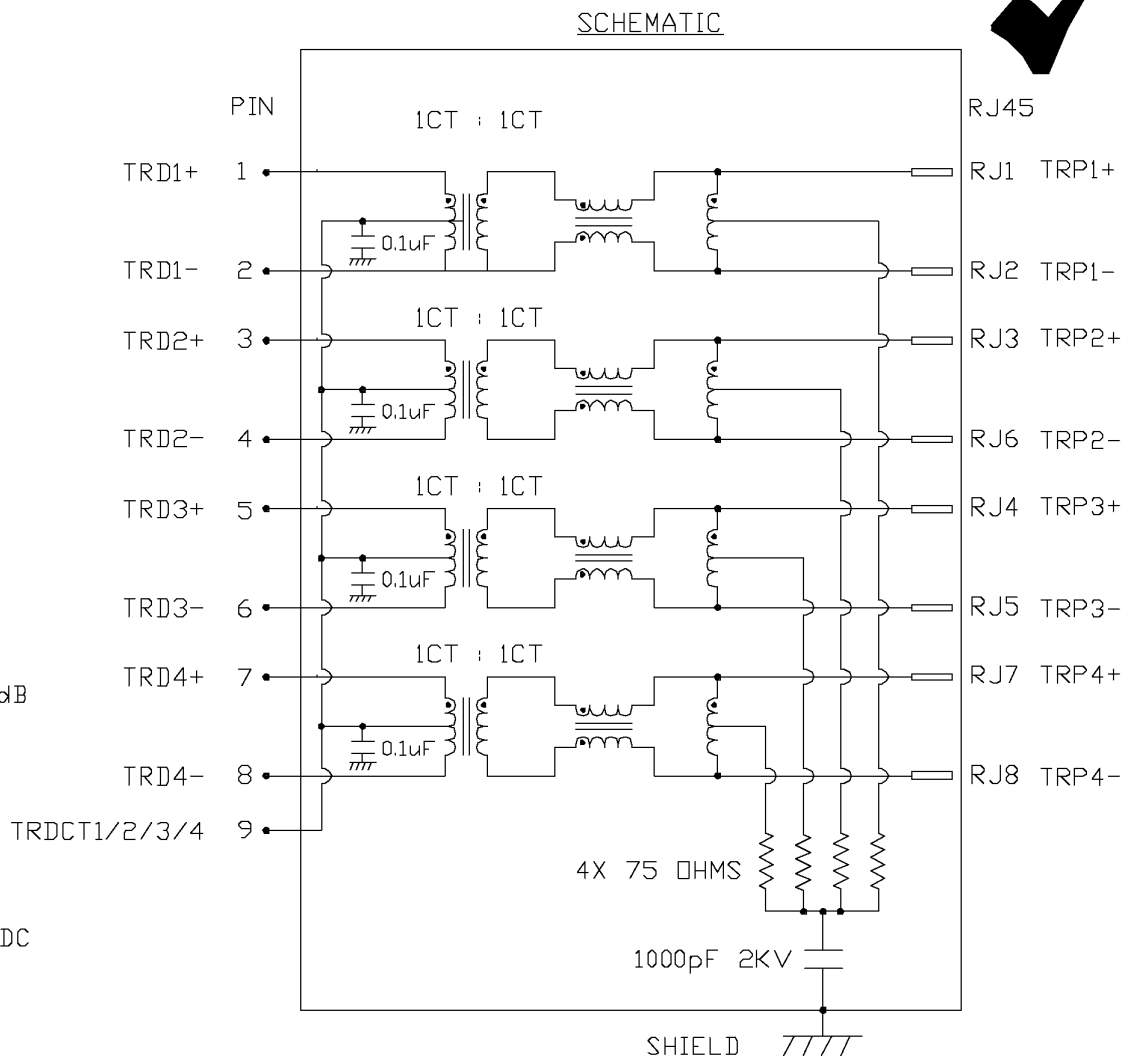 SCHEMATIC
PIN
RJ45
1CT : 1CT
TRD1+ 1
RJ1 TRP1+
0.1uF
TRD1- 2
RJ2 TRP1-
1CT : 1CT
TRD2+ 3
RJ3 TRP2+
0.1uF
TRD2- 4
RJ6 TRP2-
1CT : 1CT
TRD3+ 5
RJ4 TRP3+
0.1uF
TRD3- 6
RJ5 TRP3-
1CT : 1CT
TRD4+ 7
RJ7 TRP4+
dB
0.1uF
TRD4- 8
RJ8 TRP4-
TRDCT1/2/3/4 9
4X 75 OHMS
DC
1000pF 2KV
SHIELD